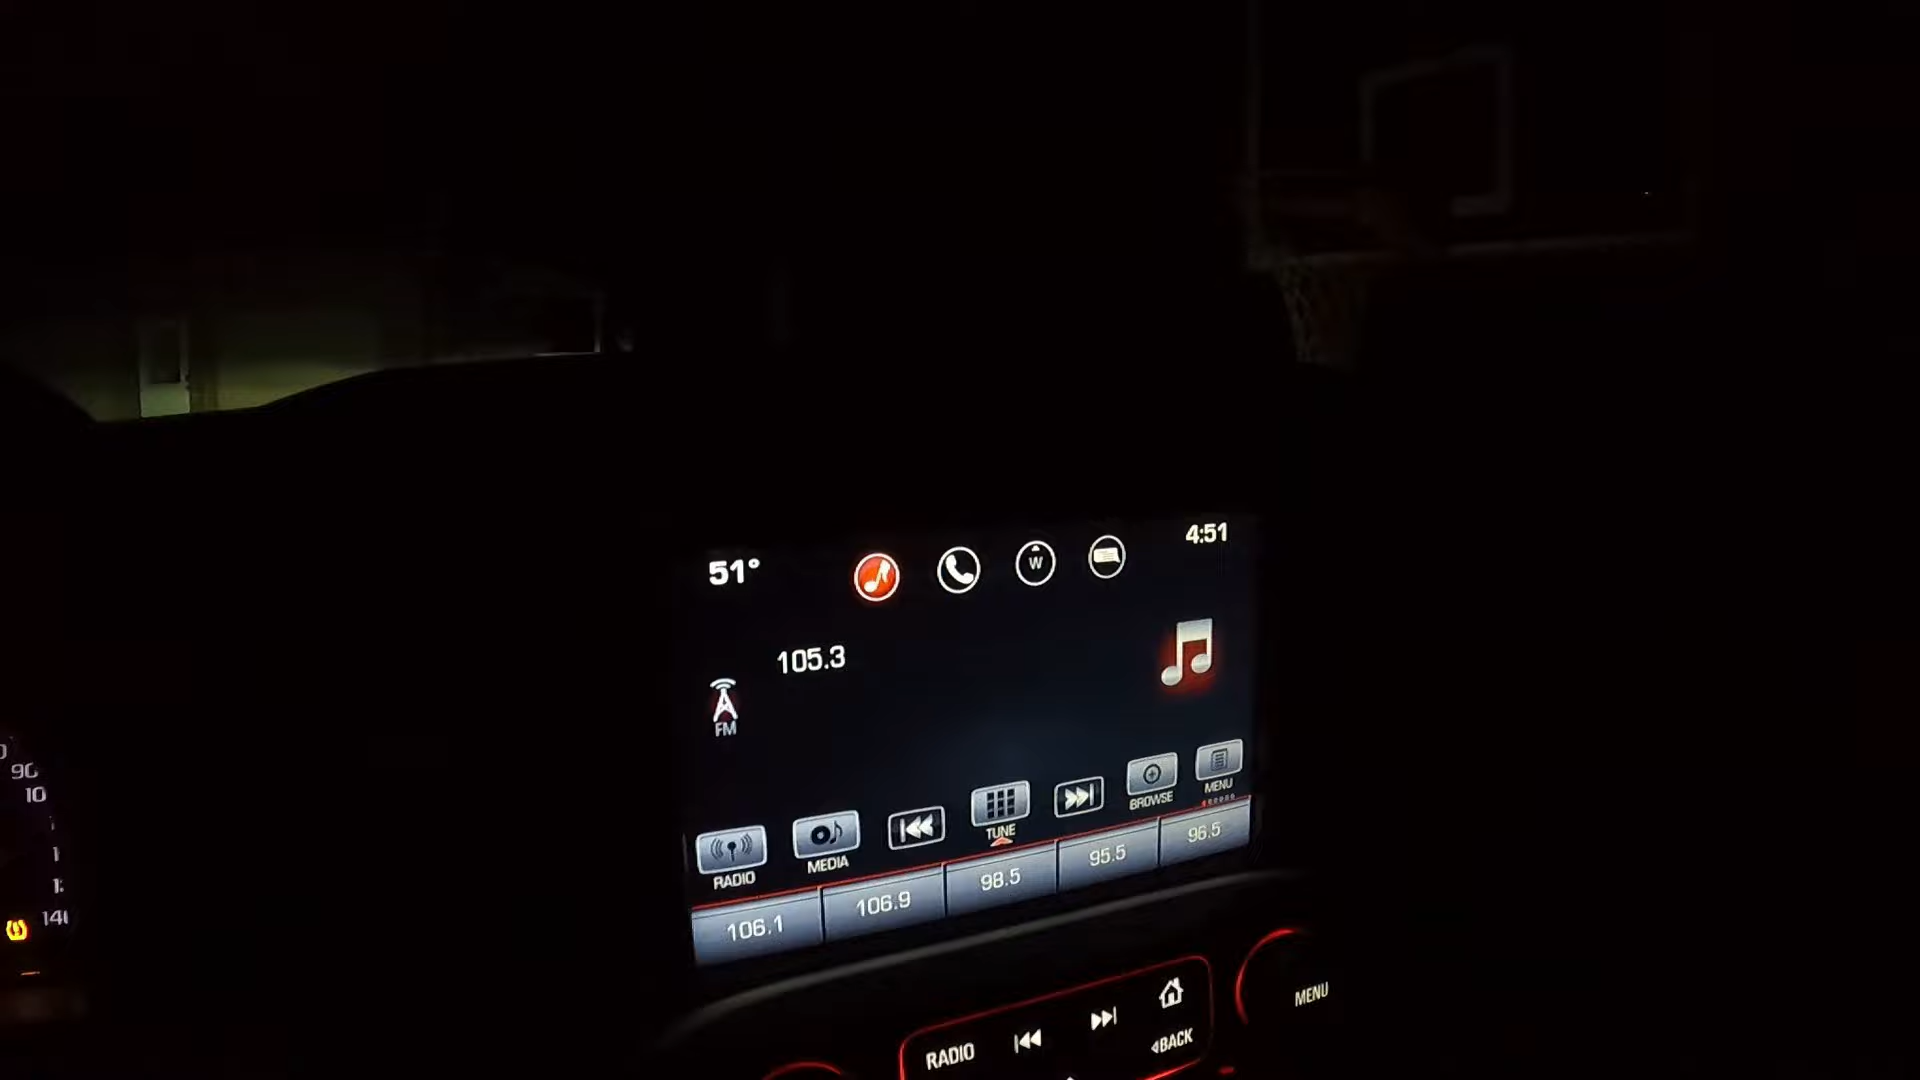 51° W 4:51
105.3
FM
RADIO MEDIA TUNE BROWSE MENU
106.1 106.9 98.5 95.5 96.5
RADIO BACK MENU
90
10
140